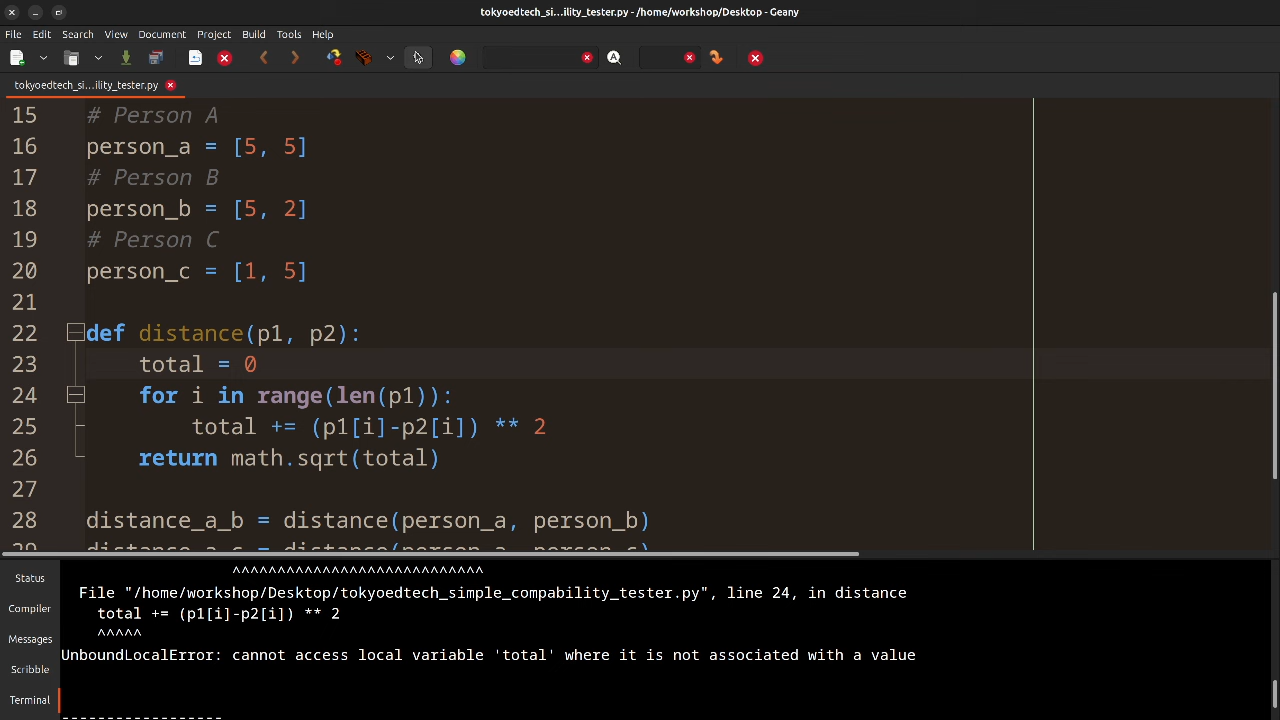 tokyoedtech_si...ility_tester.py - /home/workshop/Desktop - Geany
File Edit Search View Document Project Build Tools Help
tokyoedtech_si...ility_tester.py
15 # Person A
16 person_a = [5, 5]
17 # Person B
18 person_b = [5, 2]
19 # Person C
20 person_c = [1, 5]
21
22 def distance(p1, p2):
23 total = 0
24 for i in range(len(p1)):
25 total += (p1[i]-p2[i]) ** 2
26 return math.sqrt(total)
27
28 distance_a_b = distance(person_a, person_b)
29 distance_a_c = distance(person_a, person_c)
Status
Compiler
Messages
Scribble
Terminal
^^^^^^^^^^^^^^^^^^^^^^^^^^^^
File "/home/workshop/Desktop/tokyoedtech_simple_compability_tester.py", line 24, in distance
total += (p1[i]-p2[i]) ** 2
^^^^^
UnboundLocalError: cannot access local variable 'total' where it is not associated with a value
------------------